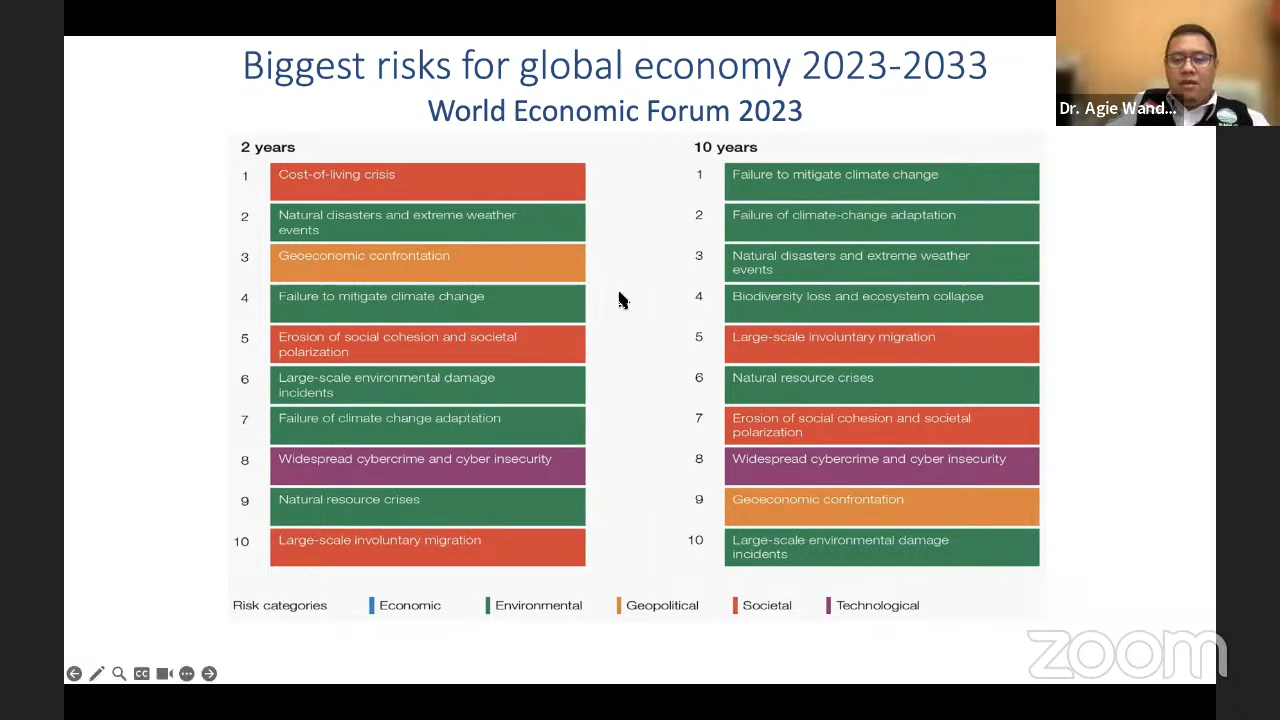 Biggest risks for global economy 2023-2033
World Economic Forum 2023
Dr. Agie Wand...
2 years
1 Cost-of-living crisis
2 Natural disasters and extreme weather
events
3 Geoeconomic confrontation
4 Failure to mitigate climate change
5 Erosion of social cohesion and societal
polarization
6 Large-scale environmental damage
incidents
7 Failure of climate change adaptation
8 Widespread cybercrime and cyber insecurity
9 Natural resource crises
10 Large-scale involuntary migration
10 years
1 Failure to mitigate climate change
2 Failure of climate-change adaptation
3 Natural disasters and extreme weather
events
4 Biodiversity loss and ecosystem collapse
5 Large-scale involuntary migration
6 Natural resource crises
7 Erosion of social cohesion and societal
polarization
8 Widespread cybercrime and cyber insecurity
9 Geoeconomic confrontation
10 Large-scale environmental damage
incidents
Risk categories Economic Environmental Geopolitical Societal Technological
CC
zoom